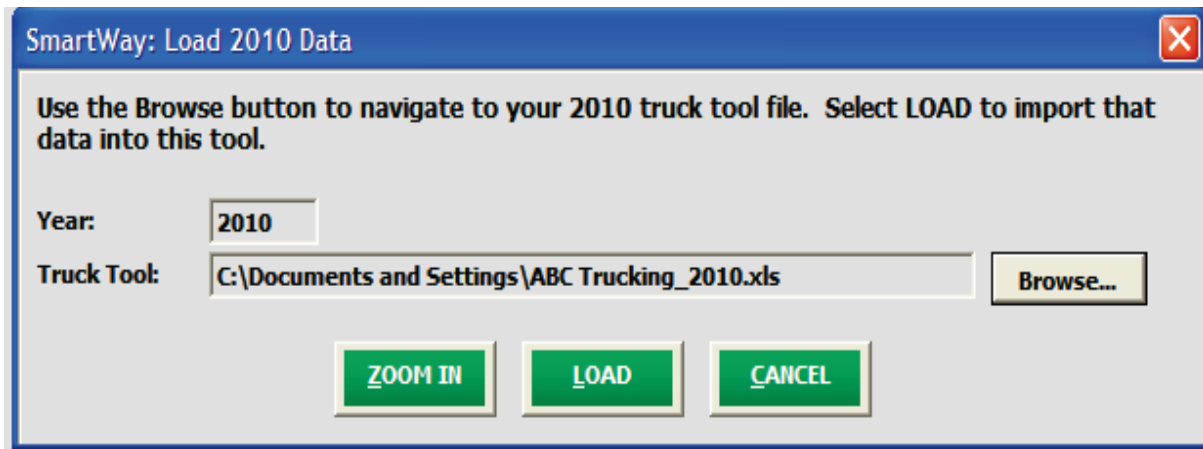 SmartWay: Load 2010 Data
Use the Browse button to navigate to your 2010 truck tool file.  Select LOAD to import that
data into this tool.
Year: 2010
Truck Tool: C:\Documents and Settings\ABC Trucking_2010.xls Browse...
ZOOM IN LOAD CANCEL